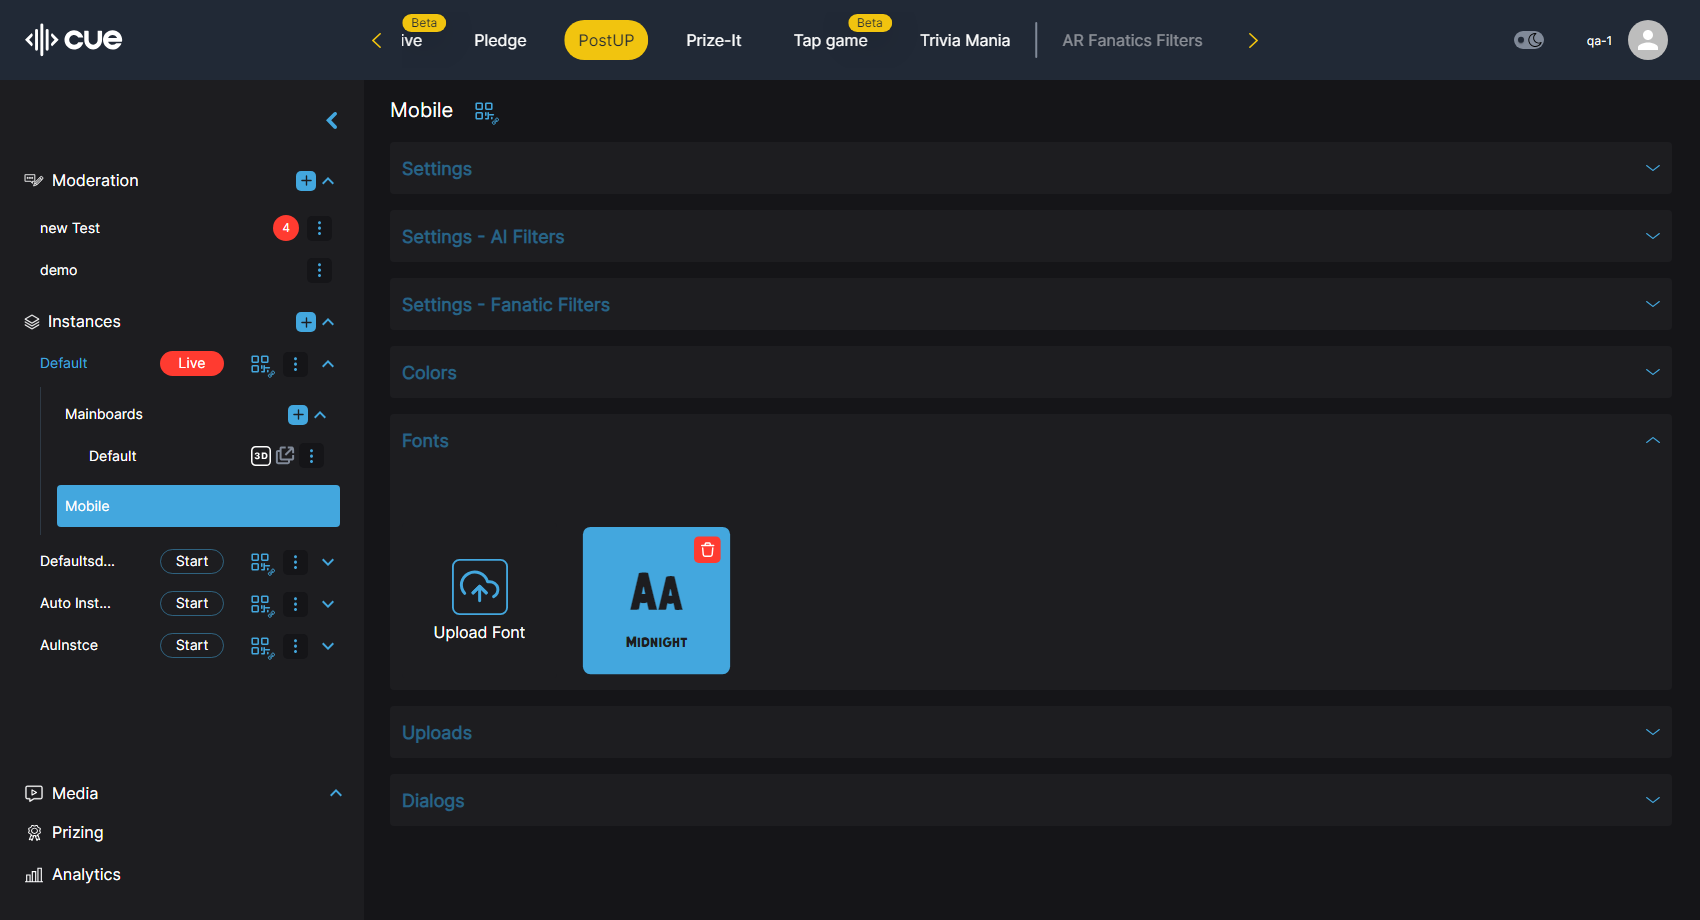 cue
Beta
ive
Pledge
PostUP
Prize-It
Beta
Tap game
Trivia Mania
AR Fanatics Filters
qa-1
Moderation
new Test
4
demo
Instances
Default
Live
Mainboards
Default
3D
Mobile
Defaultsd...
Start
Auto Inst...
Start
AuInstce
Start
Media
Prizing
Analytics
Mobile
Settings
Settings - AI Filters
Settings - Fanatic Filters
Colors
Fonts
Upload Font
AA
MIDNIGHT
Uploads
Dialogs